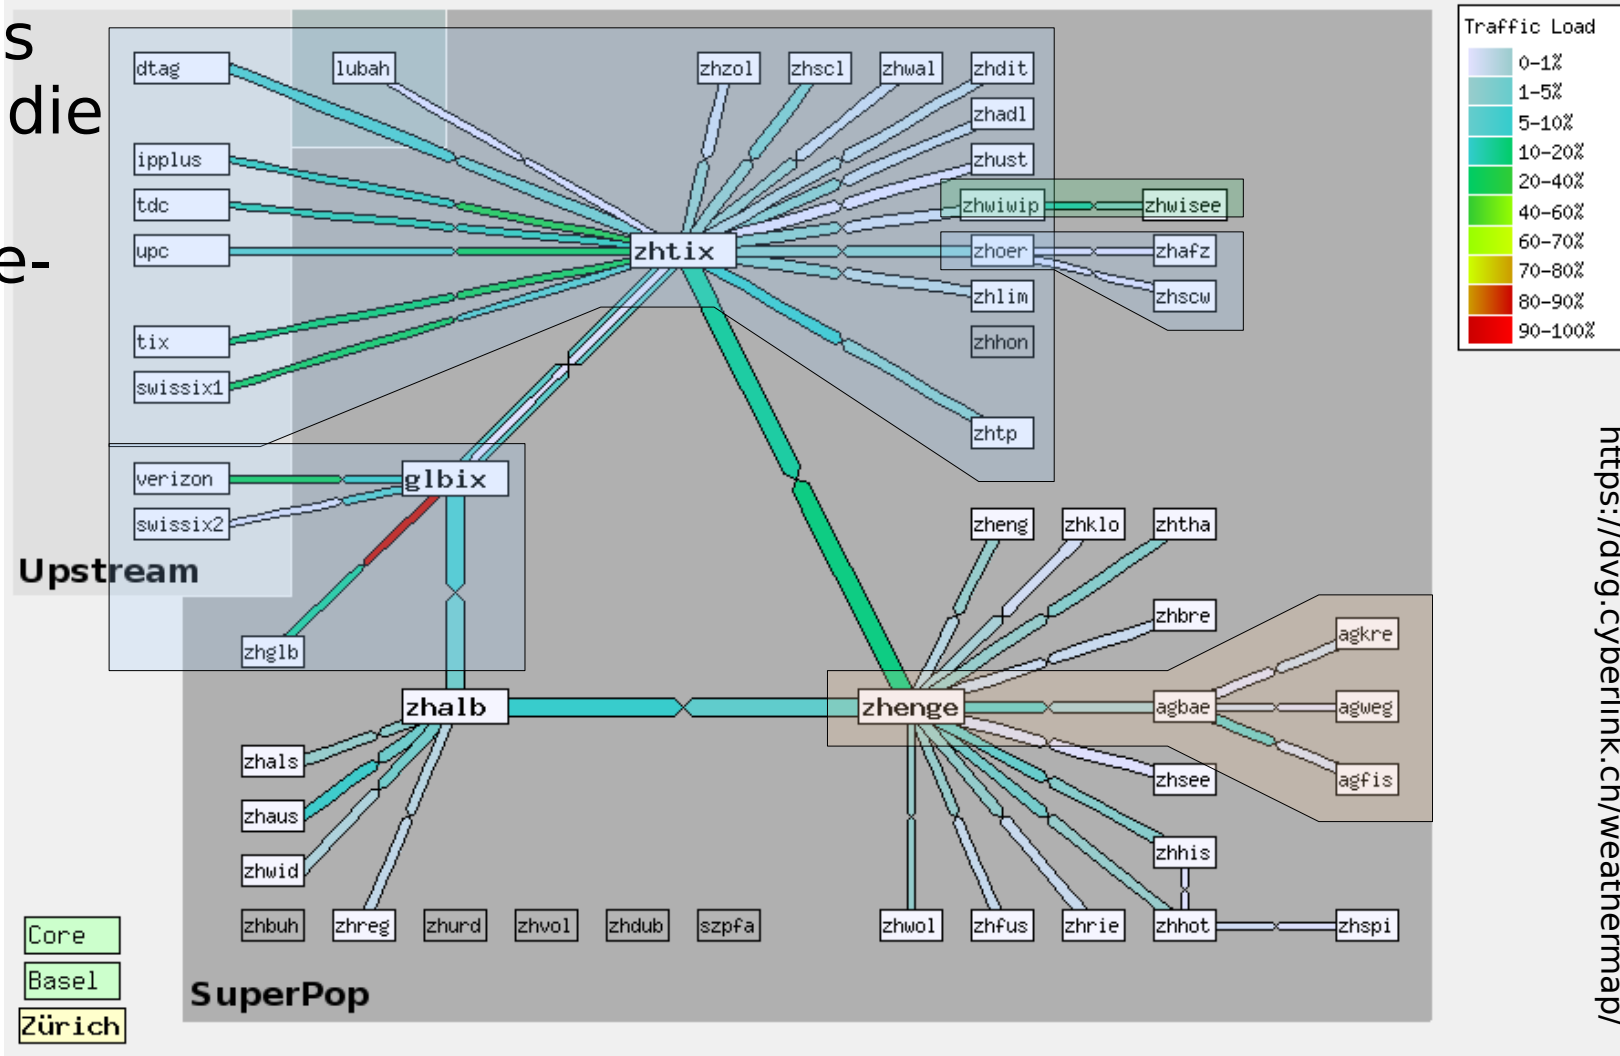 s
die
e-
dtag
lubah
zhzol
zhscl
zhwal
zhdit
zhadl
ipplus
zhust
tdc
zhwiwip
zhwisee
upc
zhtix
zhoer
zhafz
zhlim
zhscw
tix
zhhon
swissix1
zhtp
verizon
glbix
swissix2
zheng
zhklo
zhtha
Upstream
zhglb
zhbre
agkre
zhalb
zhenge
agbae
agweg
zhals
zhsee
agfis
zhaus
zhhis
zhwid
zhbuh
zhreg
zhurd
zhvol
zhdub
szpfa
zhwol
zhfus
zhrie
zhhot
zhspi
SuperPop
Core
Basel
Zürich
Traffic Load
0-1%
1-5%
5-10%
10-20%
20-40%
40-60%
60-70%
70-80%
80-90%
90-100%
https://dvg.cyberlink.ch/weathermap/